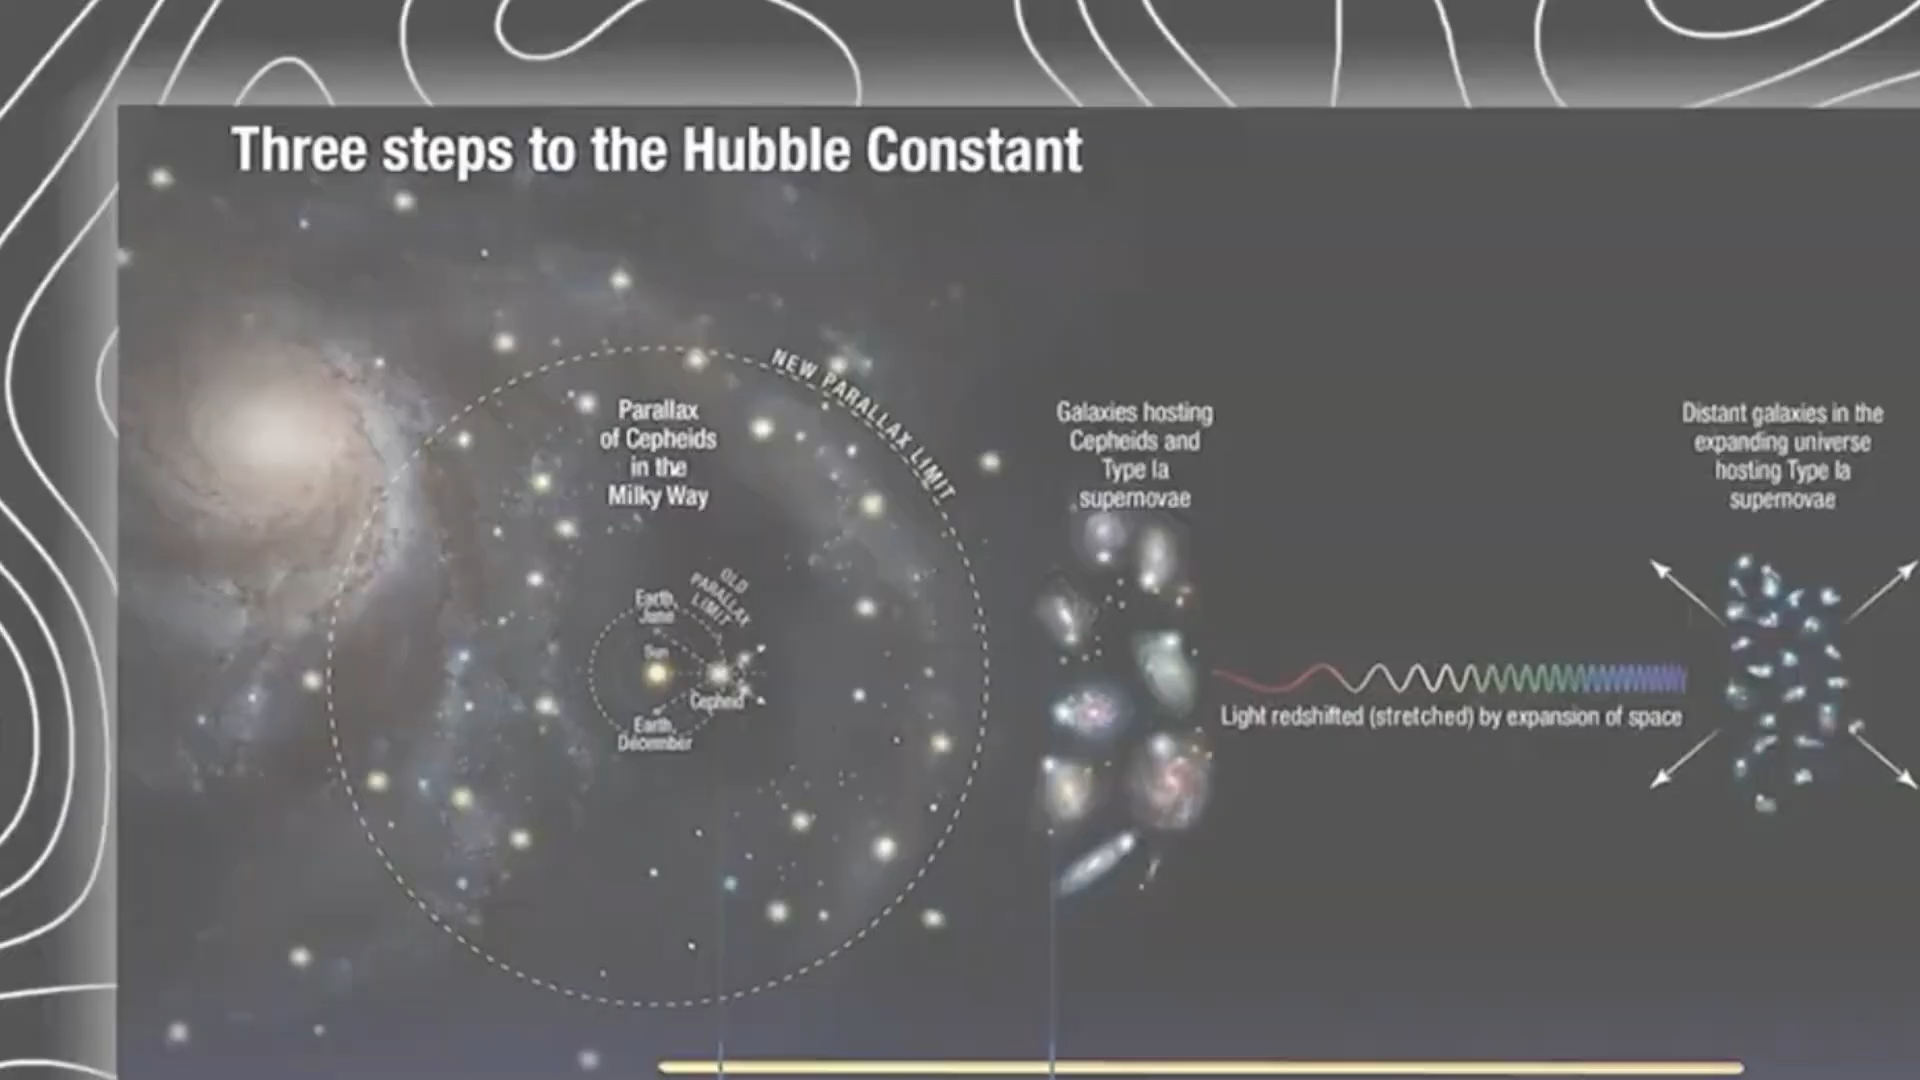 Three steps to the Hubble Constant
NEW PARALLAX LIMIT
Parallax
of Cepheids
in the
Milky Way
OLD
PARALLAX
LIMIT
Earth,
June
Sun
Cepheid
Earth,
December
Galaxies hosting
Cepheids and
Type Ia
supernovae
Light redshifted (stretched) by expansion of space
Distant galaxies in the
expanding universe
hosting Type Ia
supernovae